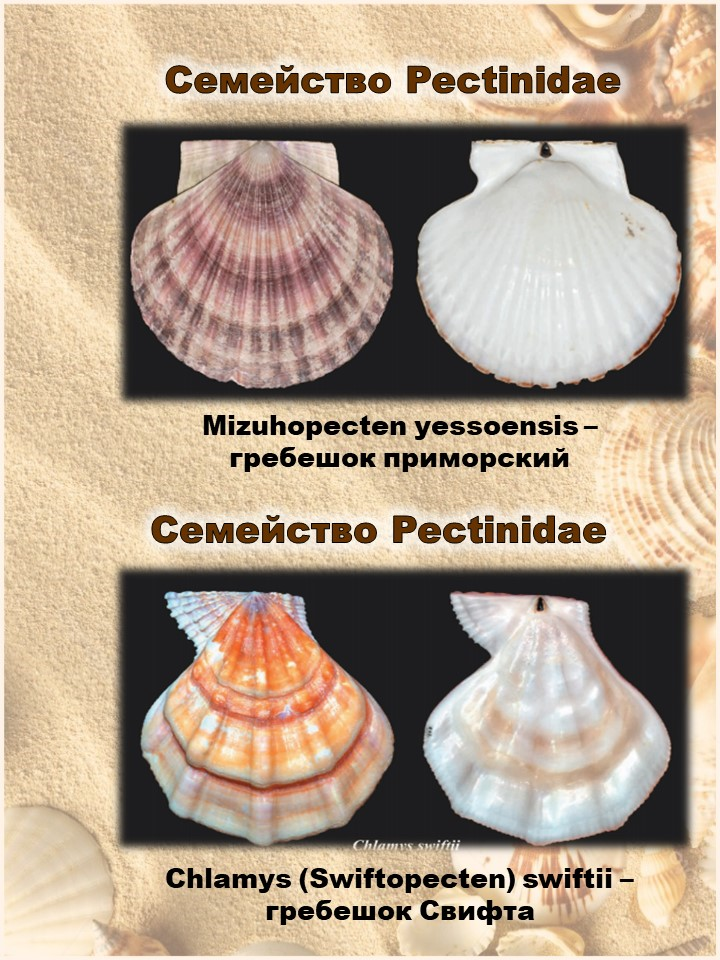 Семейство Pectinidae
Mizuhopecten yessoensis –
гребешок приморский
Семейство Pectinidae
Chlamys swiftii
Chlamys (Swiftopecten) swiftii –
гребешок Свифта